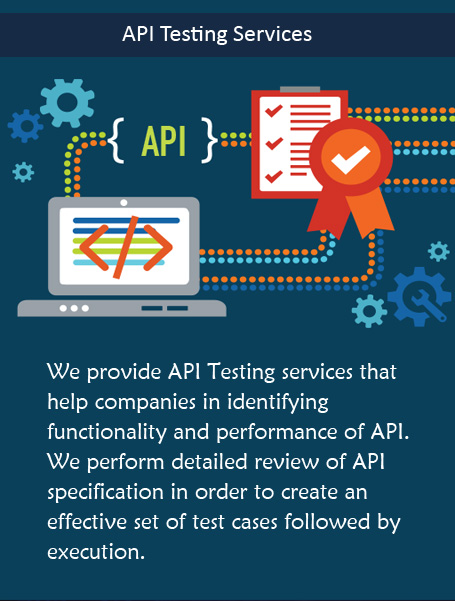 API Testing Services
{ API }
</>
We provide API Testing services that
help companies in identifying
functionality and performance of API.
We perform detailed review of API
specification in order to create an
effective set of test cases followed by
execution.